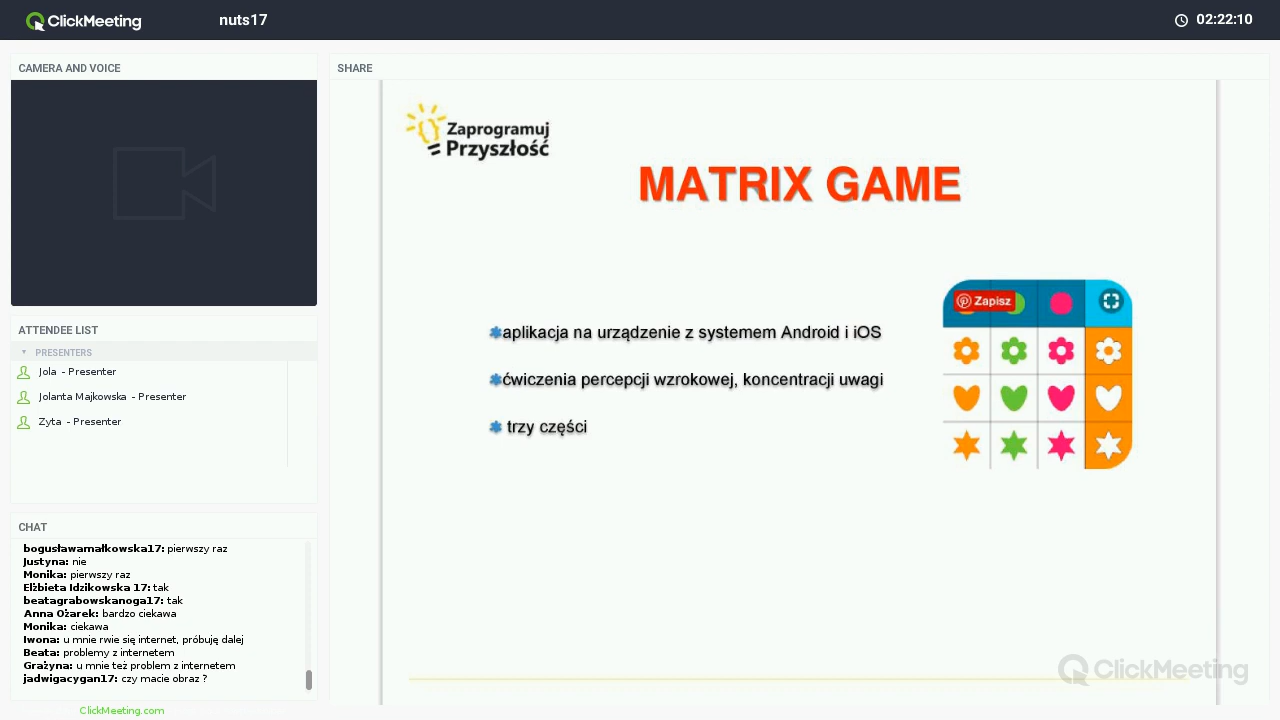 ClickMeeting
nuts17
02:22:10
CAMERA AND VOICE
SHARE
Zaprogramuj
Przyszłość
MATRIX GAME
aplikacja na urządzenie z systemem Android i iOS
ćwiczenia percepcji wzrokowej, koncentracji uwagi
trzy części
Zapisz
ATTENDEE LIST
PRESENTERS
Jola - Presenter
Jolanta Majkowska - Presenter
Zyta - Presenter
CHAT
bogusławamałkowska17: pierwszy raz
Justyna: nie
Monika: pierwszy raz
Elżbieta Idzikowska 17: tak
beatagrabowskanoga17: tak
Anna Ożarek: bardzo ciekawa
Monika: ciekawa
Iwona: u mnie rwie się internet, próbuję dalej
Beata: problemy z internetem
Grażyna: u mnie też problem z internetem
jadwigacygan17: czy macie obraz ?
ClickMeeting.com
ClickMeeting